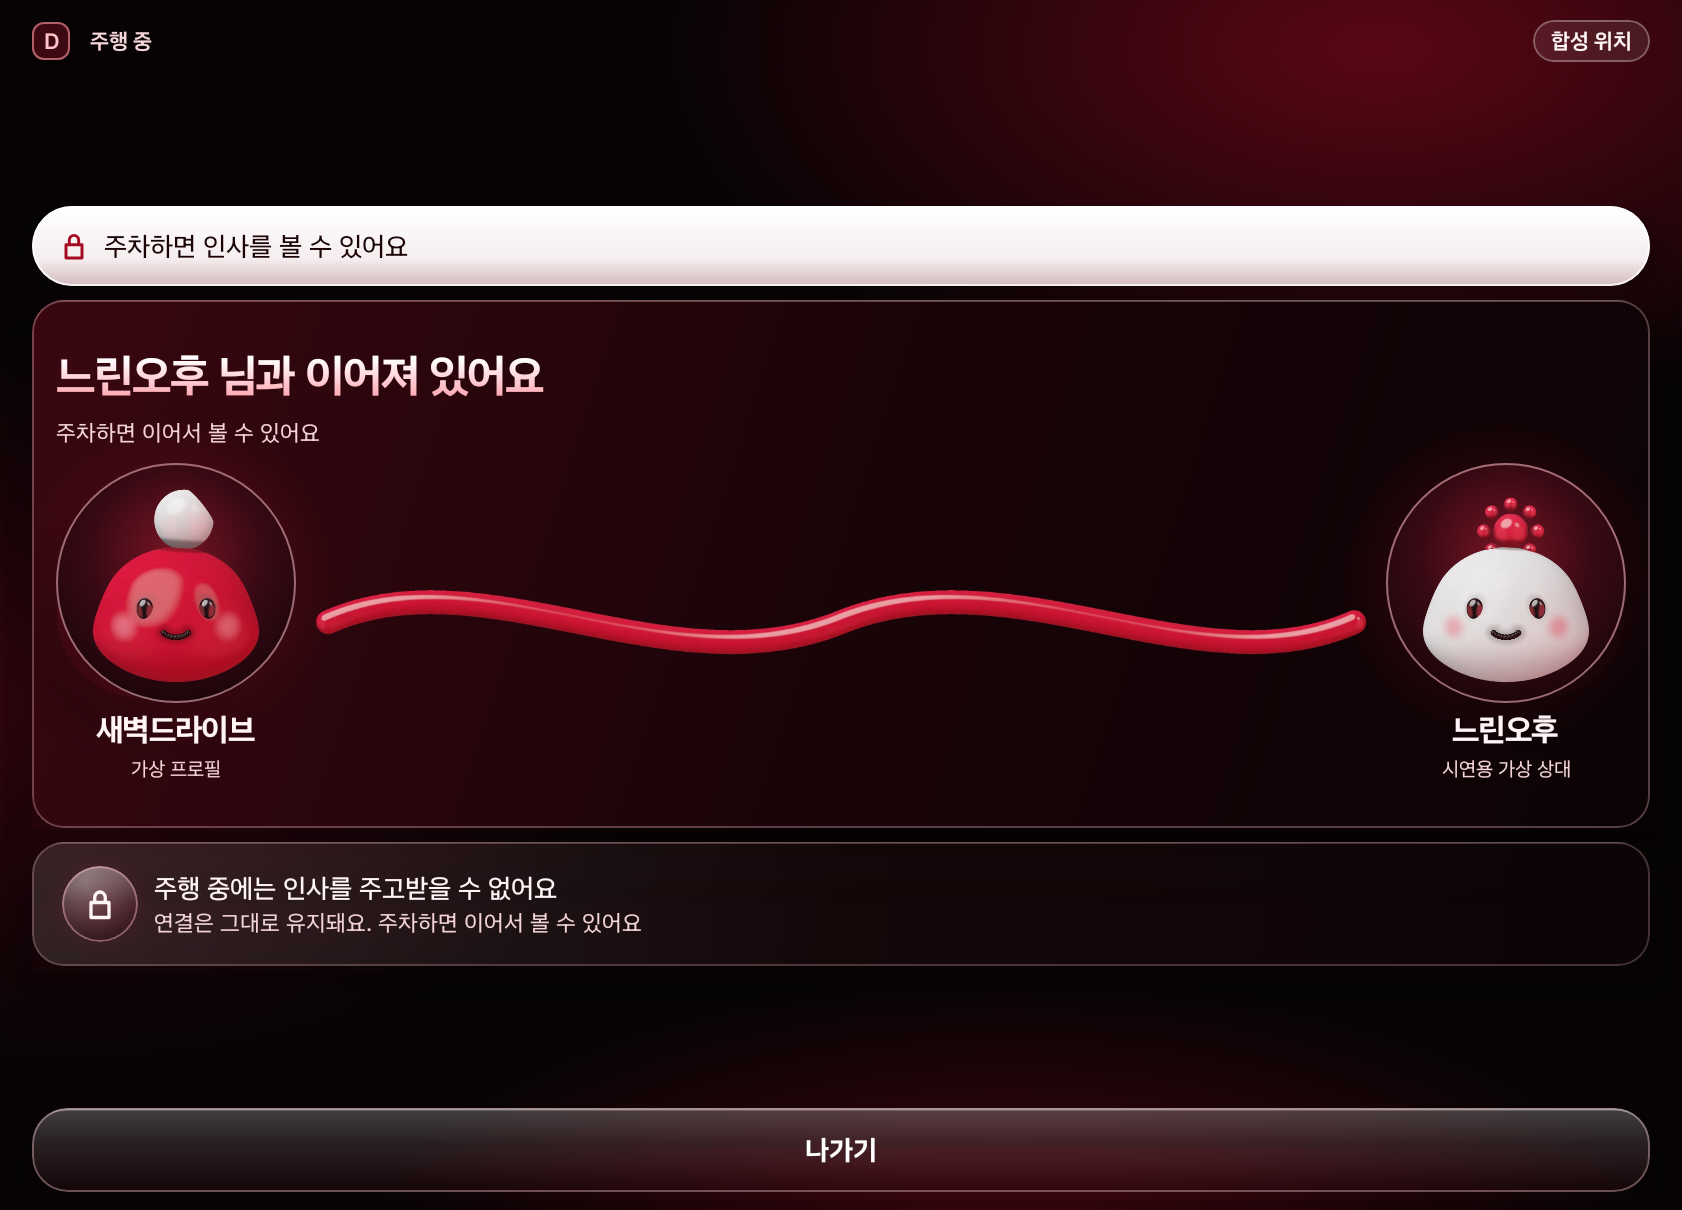 D 주행 중
합성 위치
주차하면 인사를 볼 수 있어요
느린오후 님과 이어져 있어요
주차하면 이어서 볼 수 있어요
새벽드라이브
가상 프로필
느린오후
시연용 가상 상대
주행 중에는 인사를 주고받을 수 없어요
연결은 그대로 유지돼요. 주차하면 이어서 볼 수 있어요
나가기